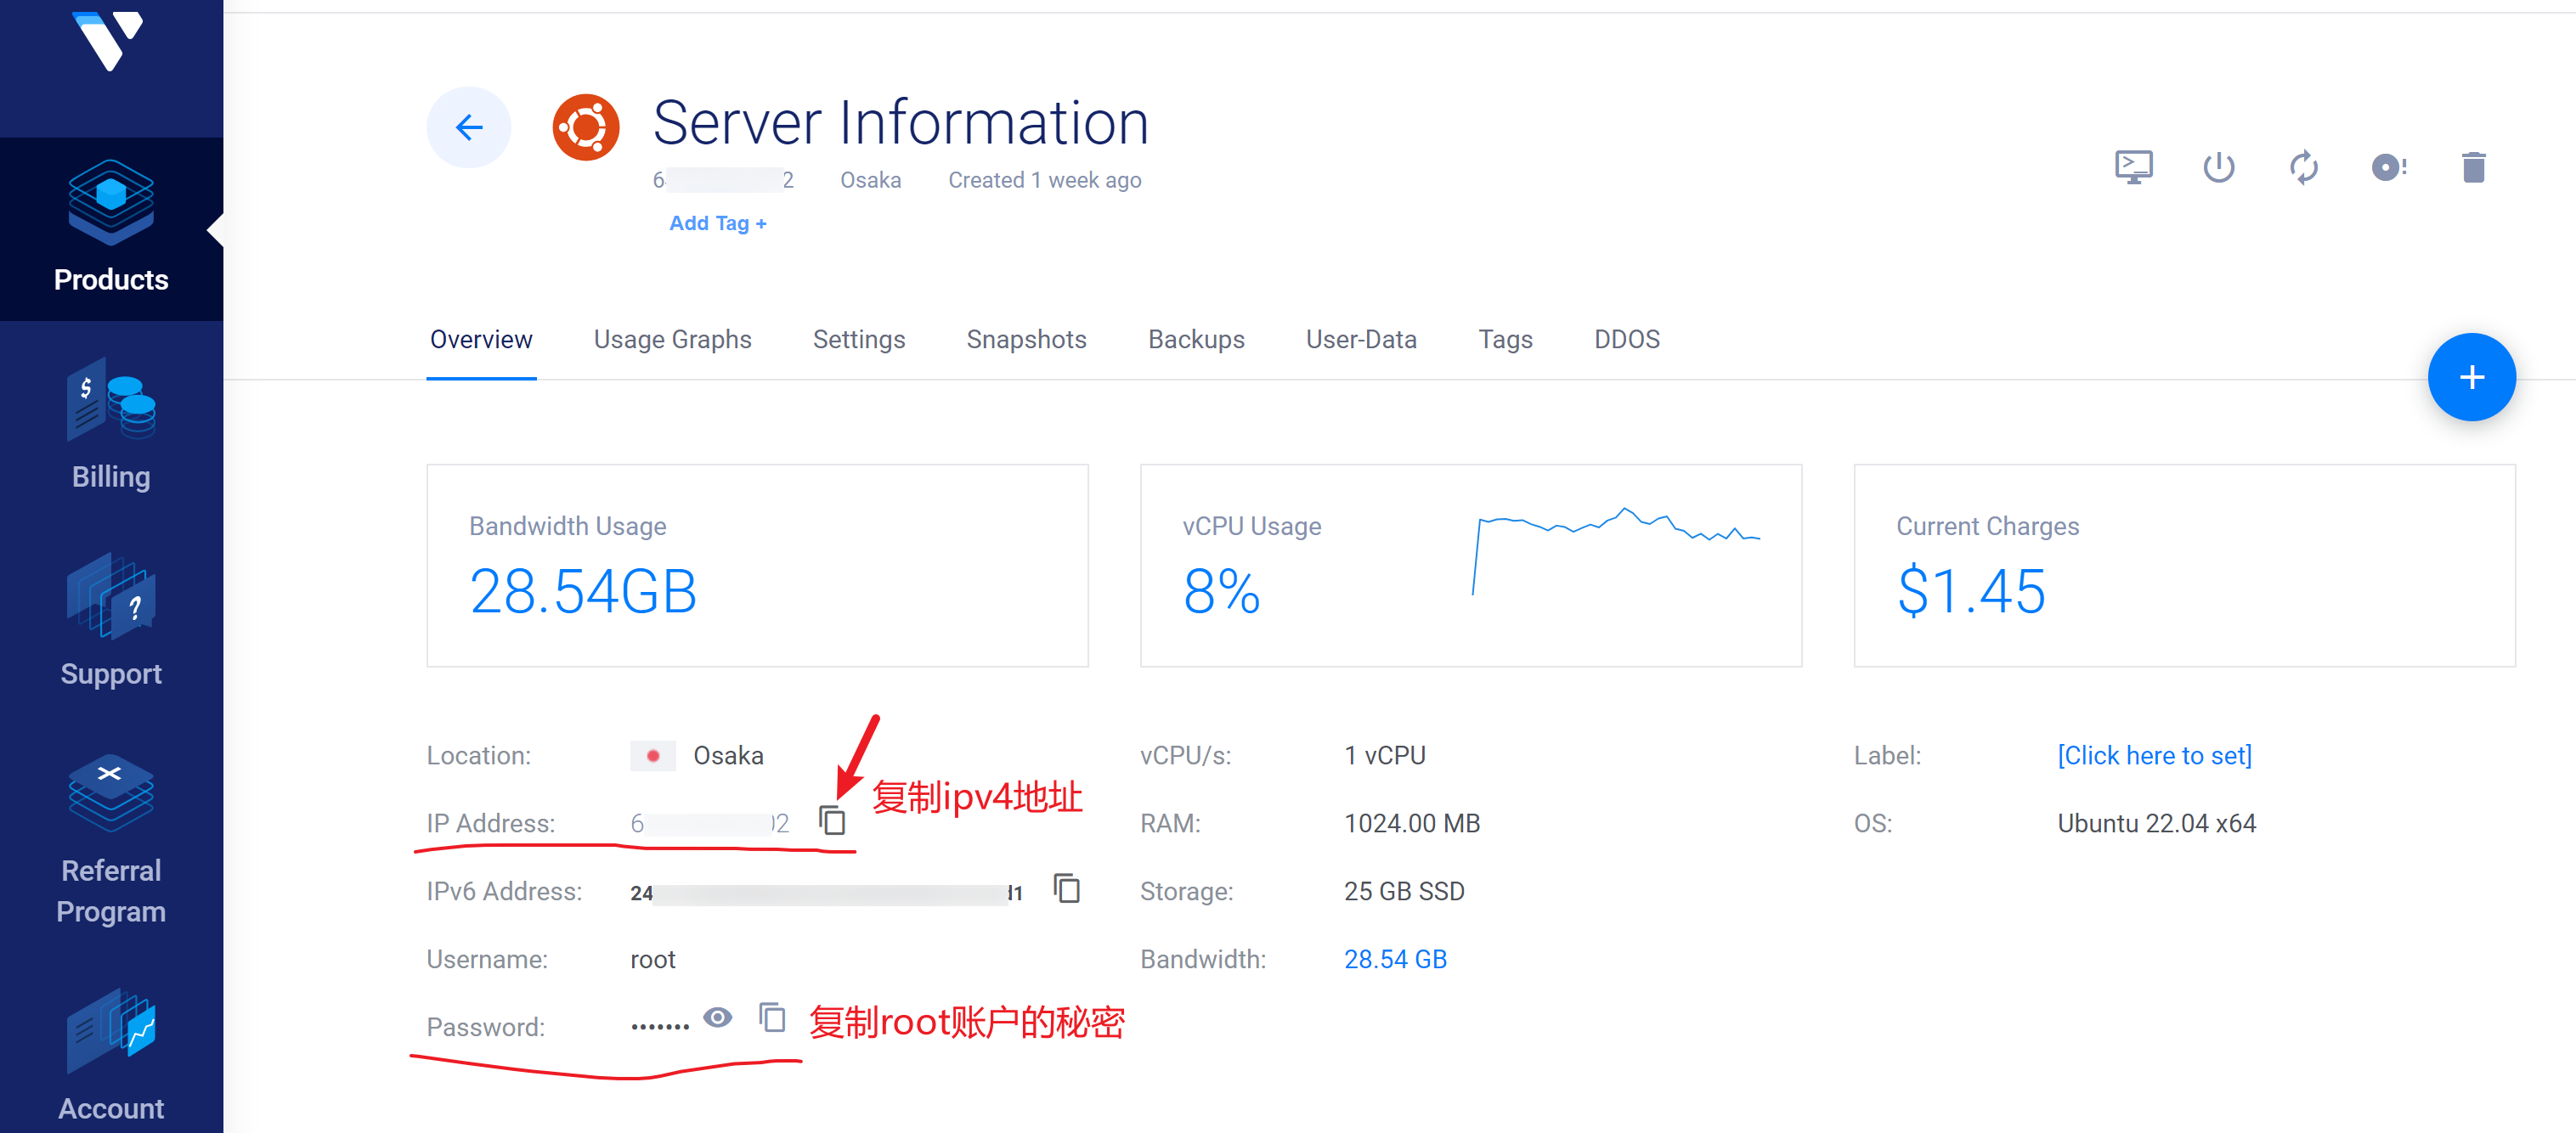 Server Information
6 2 Osaka Created 1 week ago
Add Tag +
Products
Billing
Support
Referral Program
Account
Overview Usage Graphs Settings Snapshots Backups User-Data Tags DDOS
Bandwidth Usage
28.54GB
vCPU Usage
8%
Current Charges
$1.45
Location: Osaka
复制ipv4地址
IP Address: 6 02
IPv6 Address: 24 1
Username: root
Password: •••••••
复制root账户的秘密
vCPU/s: 1 vCPU
RAM: 1024.00 MB
Storage: 25 GB SSD
Bandwidth: 28.54 GB
Label: [Click here to set]
OS: Ubuntu 22.04 x64